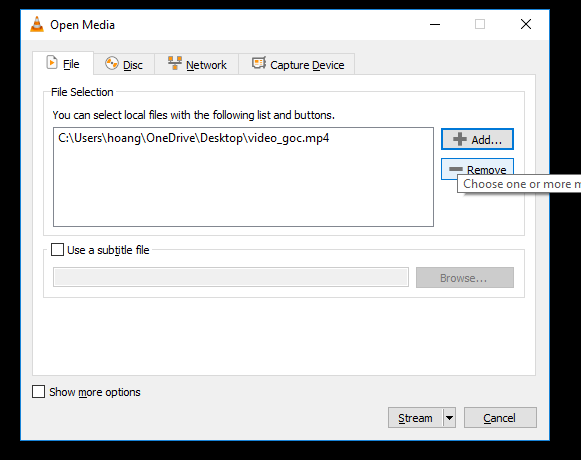 Open Media
File
Disc
Network
Capture Device
File Selection
You can select local files with the following list and buttons.
C:\Users\hoang\OneDrive\Desktop\video_goc.mp4
Add...
Remove
Choose one or more m
Use a subtitle file
Browse...
Show more options
Stream
Cancel